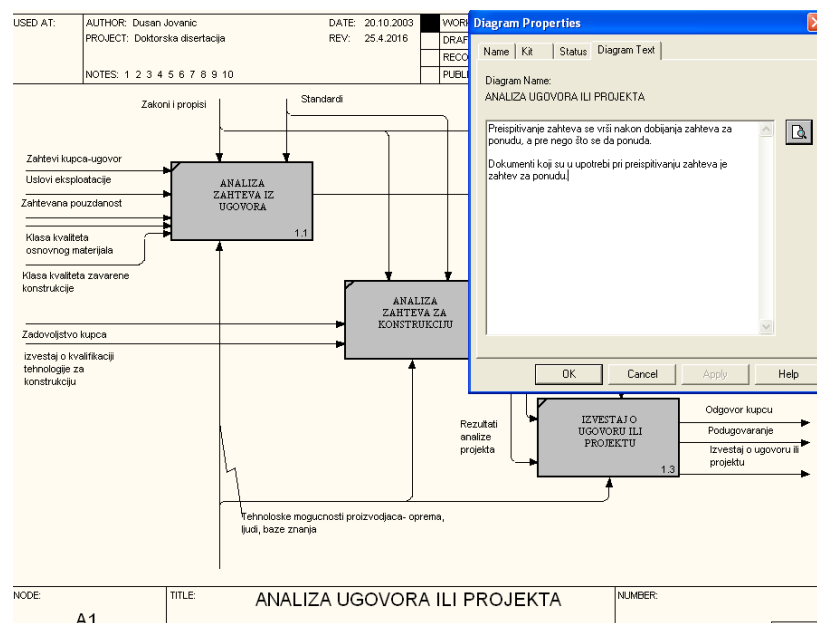 USED AT:
AUTHOR: Dusan Jovanic
DATE: 20.10.2003
PROJECT: Doktorska disertacija
REV: 25.4.2016
NOTES: 1 2 3 4 5 6 7 8 9 10
WOR
DRAF
RECO
PUBL
Diagram Properties
Name
Kit
Status
Diagram Text
Diagram Name:
ANALIZA UGOVORA ILI PROJEKTA
Preispitivanje zahteva se vrši nakon dobijanja zahteva za
ponudu, a pre nego što se da ponuda.
Dokumenti koji su u upotrebi pri preispitivanju zahteva je
zahtev za ponudu.
OK
Cancel
Apply
Help
Zakoni i propisi
Standardi
Zahtevi kupca-ugovor
Uslovi eksploatacije
Zahtevana pouzdanost
Klasa kvaliteta
osnovnog materijala
Klasa kvaliteta zavarene
konstrukcije
ANALIZA
ZAHTEVA IZ
UGOVORA
1.1
ANALIZA
ZAHTEVA ZA
KONSTRUKCIJU
Zadovoljstvo kupca
izvestaj o kvalifikaciji
tehnologije za
konstrukciju
Rezultati
analize
projekta
IZVESTAJ O
UGOVORU ILI
PROJEKTU
1.3
Odgovor kupcu
Podugovaranje
Izvestaj o ugovoru ili
projektu
Tehnoloske mogucnosti proizvodjaca- oprema,
ljudi, baze znanja
NODE:
A1
TITLE:
ANALIZA UGOVORA ILI PROJEKTA
NUMBER: